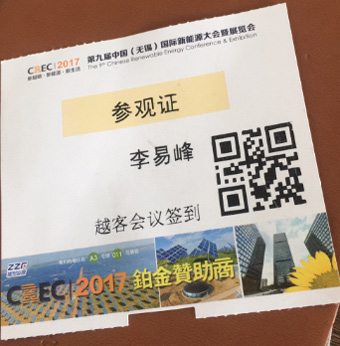 CREC|2017 第九届中国（无锡）国际新能源大会暨展览会
The 9th Chinese Renewable Energy Conference & Exhibition
参观证
李易峰
越客会议签到
CREC|2017 铂金贊助商